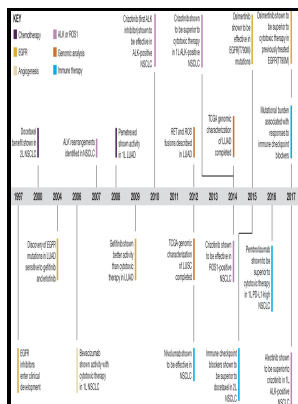 KEY
Chemotherapy
EGFR
Angiogenesis
ALK or ROS1
Genomic analysis
Immune therapy
Crizotinib (first ALK
inhibitor) shown to
be effective in
ALK-positive
NSCLC
Crizotinib shown to
be superior to
cytotoxic therapy
in 1L ALK-positive
NSCLC
Osimertinib
shown to be
effective in
EGFR(T790M)
mutations
Osimertinib shown to
be superior to
cytotoxic therapy in
previously treated
EGFR(T790M)
Docetaxel
benefit shown in
2L NSCLC
ALK rearrangements
identified in NSCLC
Pemetrexed
shown activity
in 1L LUAD
RET and ROS
fusions described
in LUAD
TCGA genomic
characterization
of LUAD
completed
Mutational burden
associated with
responses to
immune checkpoint
blockers
1997
2000
2004
2006
2007
2008
2009
2010
2012
2014
2015
2016
2017
Discovery of EGFR
mutations in LUAD
sensitive to gefitinib
and erlotinib
Gefitinib shown
better activity
than cytotoxic
therapy in LUAD
TCGA genomic
characterization
of LUSC
completed
Crizotinib shown
to be effective in
ROS1-positive
NSCLC
Pembrolizumab
shown to be
superior to
cytotoxic therapy
in 1L PD-L1-high
NSCLC
EGFR
inhibitors
enter clinical
development
Bevacizumab
shown activity with
cytotoxic therapy
in 1L NSCLC
Nivolumab shown
to be effective in
NSCLC
Immune checkpoint
blockers shown to
be superior to
docetaxel in 2L
NSCLC
Alectinib shown
to be superior to
crizotinib in 1L
ALK-positive
NSCLC